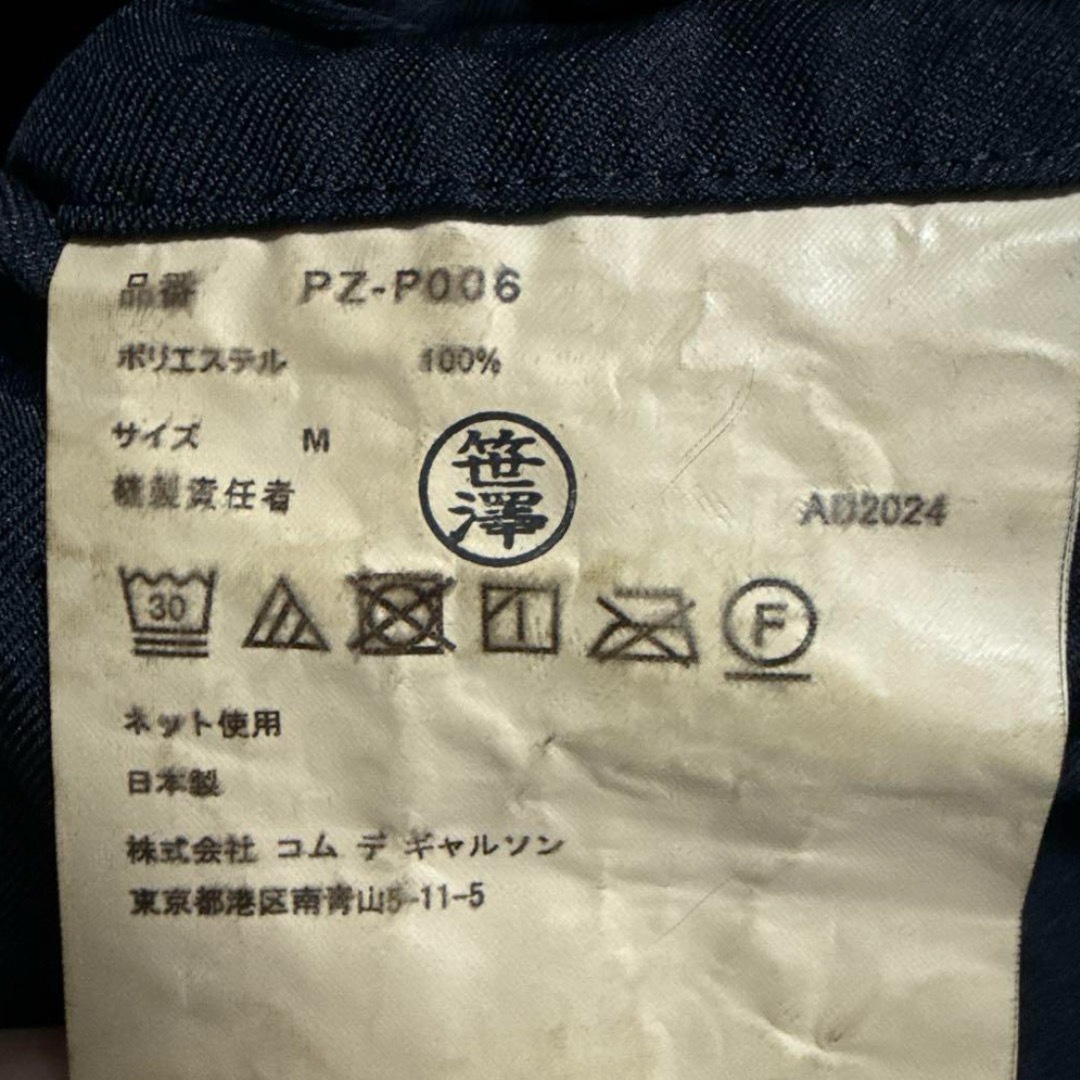 品番 PZ-P006
ポリエステル 100%
サイズ M
縫製責任者 笹澤 AD2024
30 F
ネット使用
日本製
株式会社 コム デ ギャルソン
東京都港区南青山5-11-5